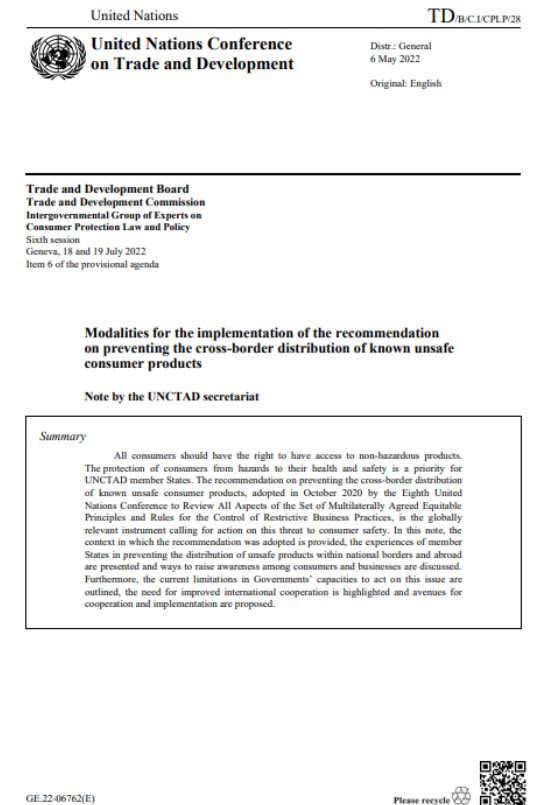 United Nations
TD/B/C.I/CPLP/28
United Nations Conference
on Trade and Development
Distr.: General
6 May 2022
Original: English
Trade and Development Board
Trade and Development Commission
Intergovernmental Group of Experts on
Consumer Protection Law and Policy
Sixth session
Geneva, 18 and 19 July 2022
Item 6 of the provisional agenda
Modalities for the implementation of the recommendation
on preventing the cross-border distribution of known unsafe
consumer products
Note by the UNCTAD secretariat
Summary
All consumers should have the right to have access to non-hazardous products.
The protection of consumers from hazards to their health and safety is a priority for
UNCTAD member States. The recommendation on preventing the cross-border distribution
of known unsafe consumer products, adopted in October 2020 by the Eighth United
Nations Conference to Review All Aspects of the Set of Multilaterally Agreed Equitable
Principles and Rules for the Control of Restrictive Business Practices, is the globally
relevant instrument calling for action on this threat to consumer safety. In this note, the
context in which the recommendation was adopted is provided, the experiences of member
States in preventing the distribution of unsafe products within national borders and abroad
are presented and ways to raise awareness among consumers and businesses are discussed.
Furthermore, the current limitations in Governments' capacities to act on this issue are
outlined, the need for improved international cooperation is highlighted and avenues for
cooperation and implementation are proposed.
GE.22-06762(E)
Please recycle